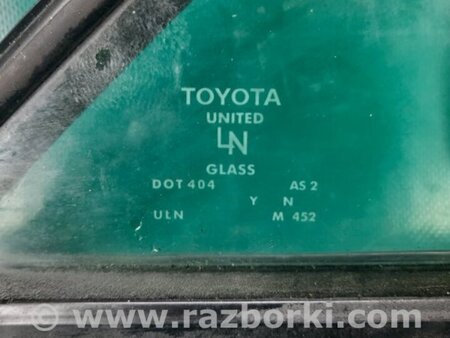 TOYOTA
UNITED
LN
GLASS
DOT 404 AS 2
Y N
ULN M 452
www.razborki.com